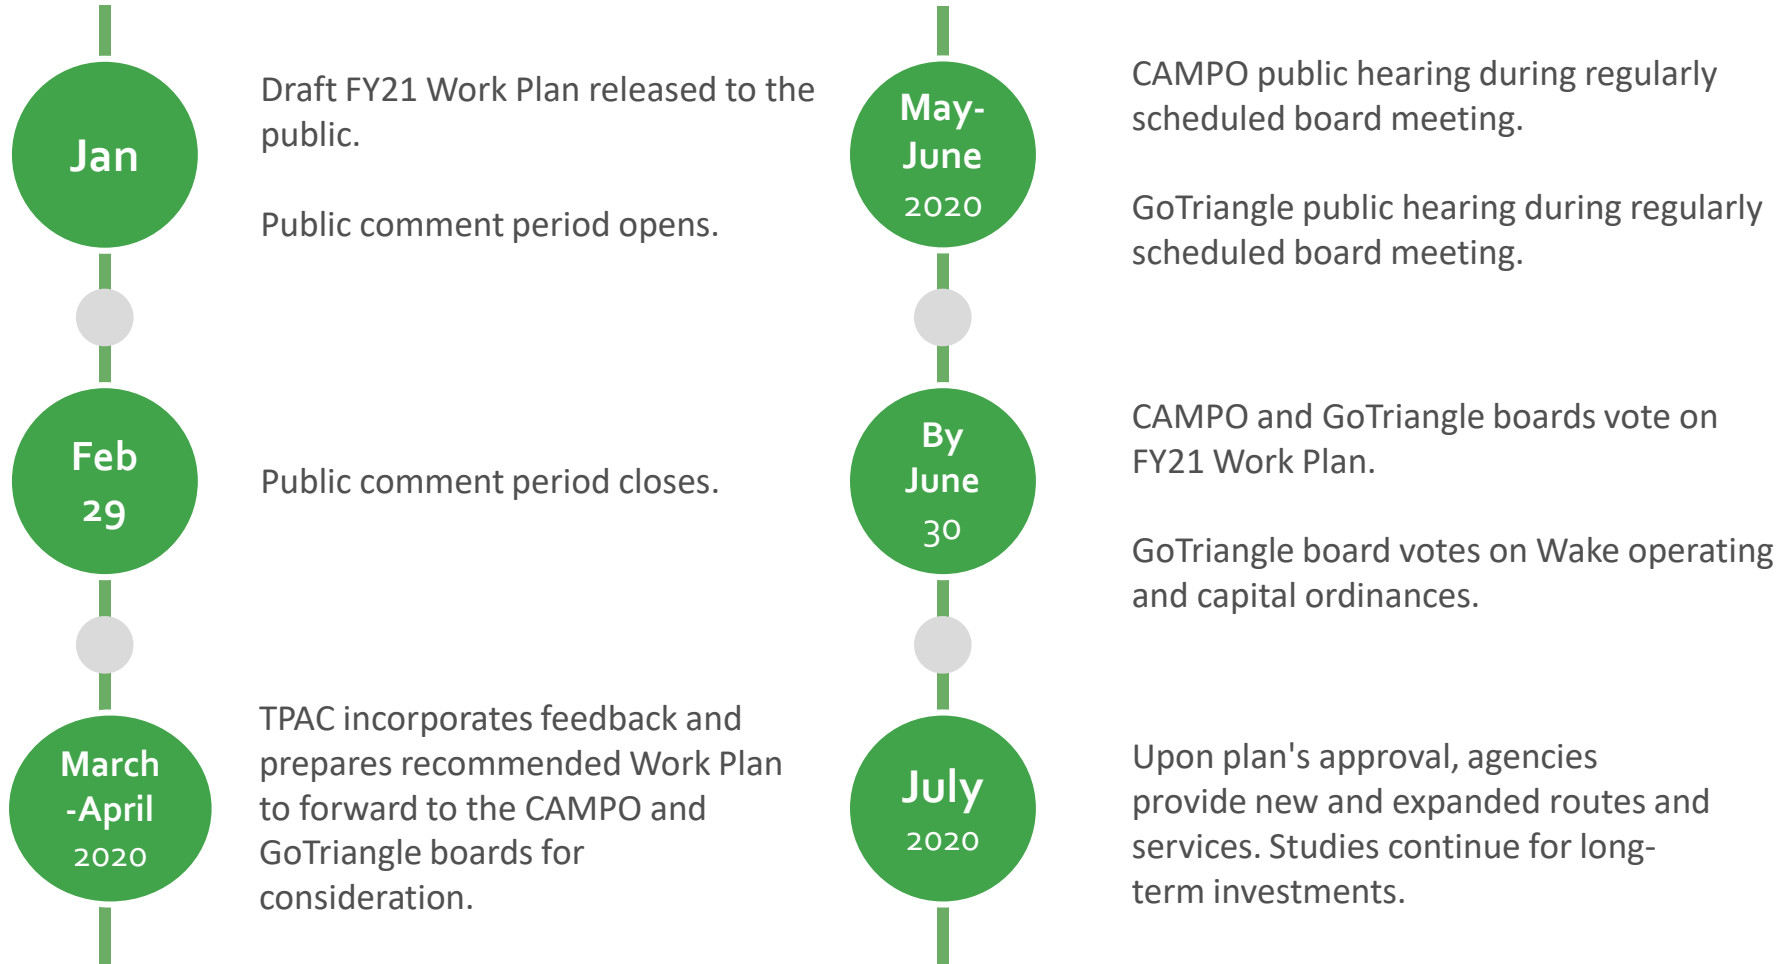 Jan
Draft FY21 Work Plan released to the
public.
Public comment period opens.
Feb
29
Public comment period closes.
March
-April
2020
TPAC incorporates feedback and
prepares recommended Work Plan
to forward to the CAMPO and
GoTriangle boards for
consideration.
May-
June
2020
CAMPO public hearing during regularly
scheduled board meeting.
GoTriangle public hearing during regularly
scheduled board meeting.
By
June
30
CAMPO and GoTriangle boards vote on
FY21 Work Plan.
GoTriangle board votes on Wake operating
and capital ordinances.
July
2020
Upon plan's approval, agencies
provide new and expanded routes and
services. Studies continue for long-
term investments.